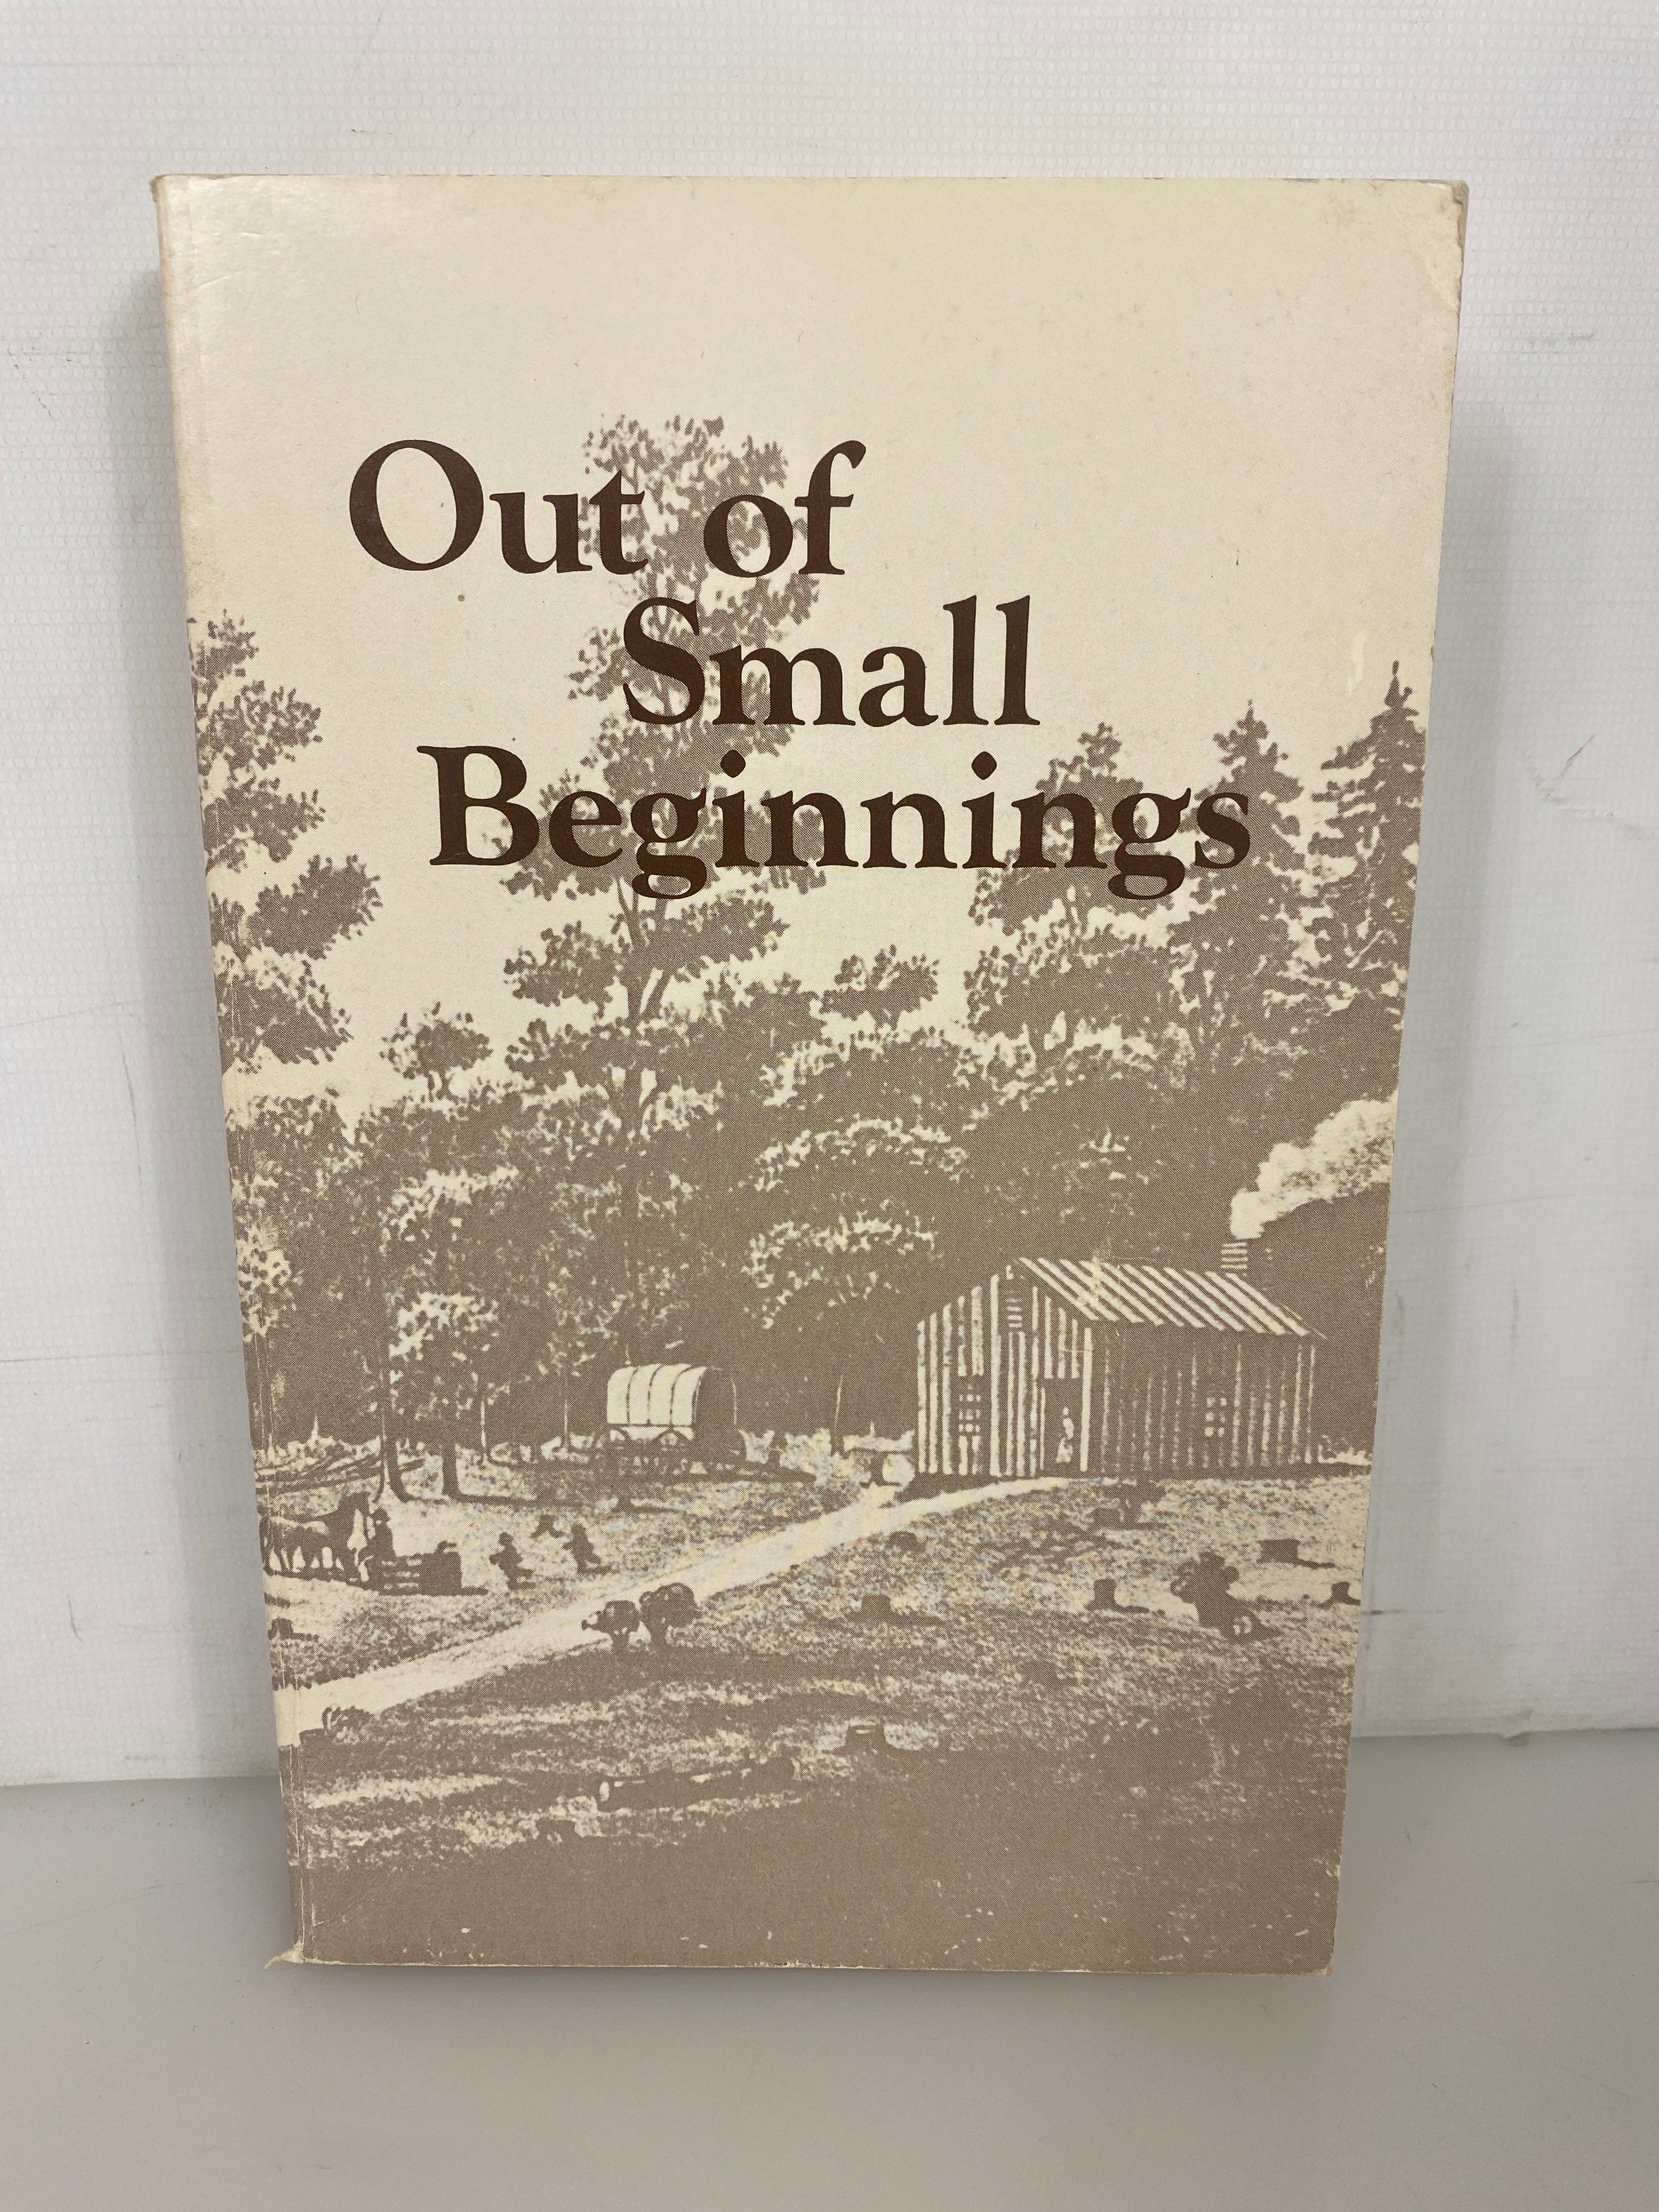 Out of
Small
Beginnings